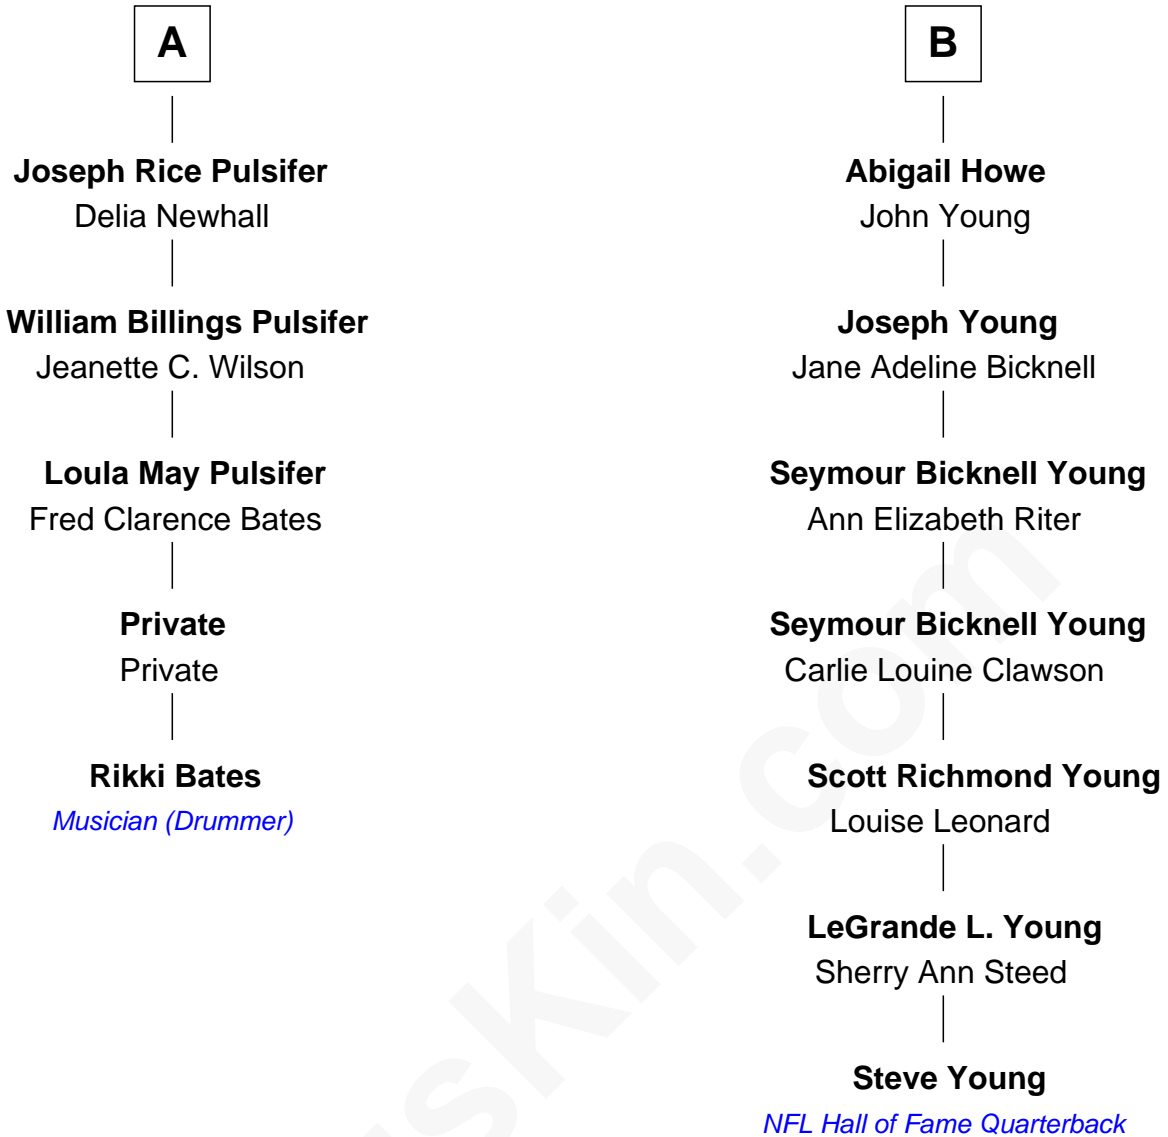 A
Joseph Rice Pulsifer
Delia Newhall
William Billings Pulsifer
Jeanette C. Wilson
Loula May Pulsifer
Fred Clarence Bates
Private
Private
Rikki Bates
Musician (Drummer)
B
Abigail Howe
John Young
Joseph Young
Jane Adeline Bicknell
Seymour Bicknell Young
Ann Elizabeth Riter
Seymour Bicknell Young
Carlie Louine Clawson
Scott Richmond Young
Louise Leonard
LeGrande L. Young
Sherry Ann Steed
Steve Young
NFL Hall of Fame Quarterback
sKin.com